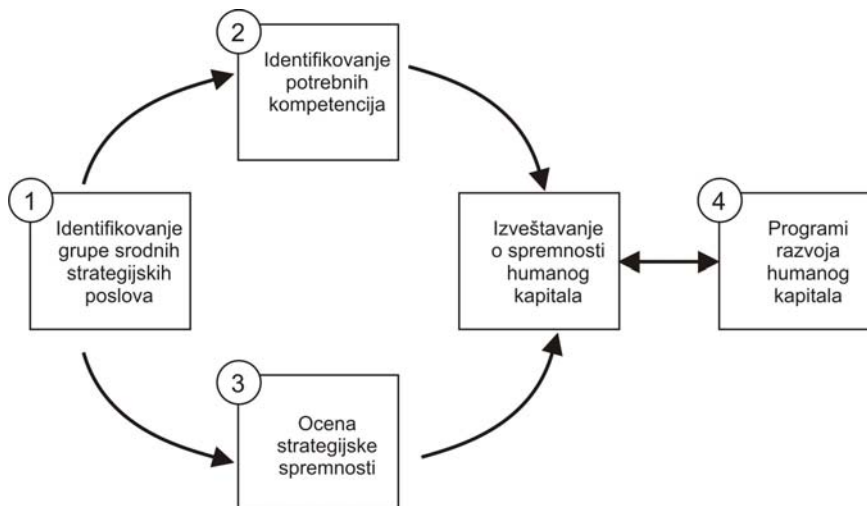 1
Identifikovanje
grupe srodnih
strategijskih
poslova
2
Identifikovanje
potrebnih
kompetencija
3
Ocena
strategijske
spremnosti
Izveštavanje
o spremnosti
humanog
kapitala
4
Programi
razvoja
humanog
kapitala